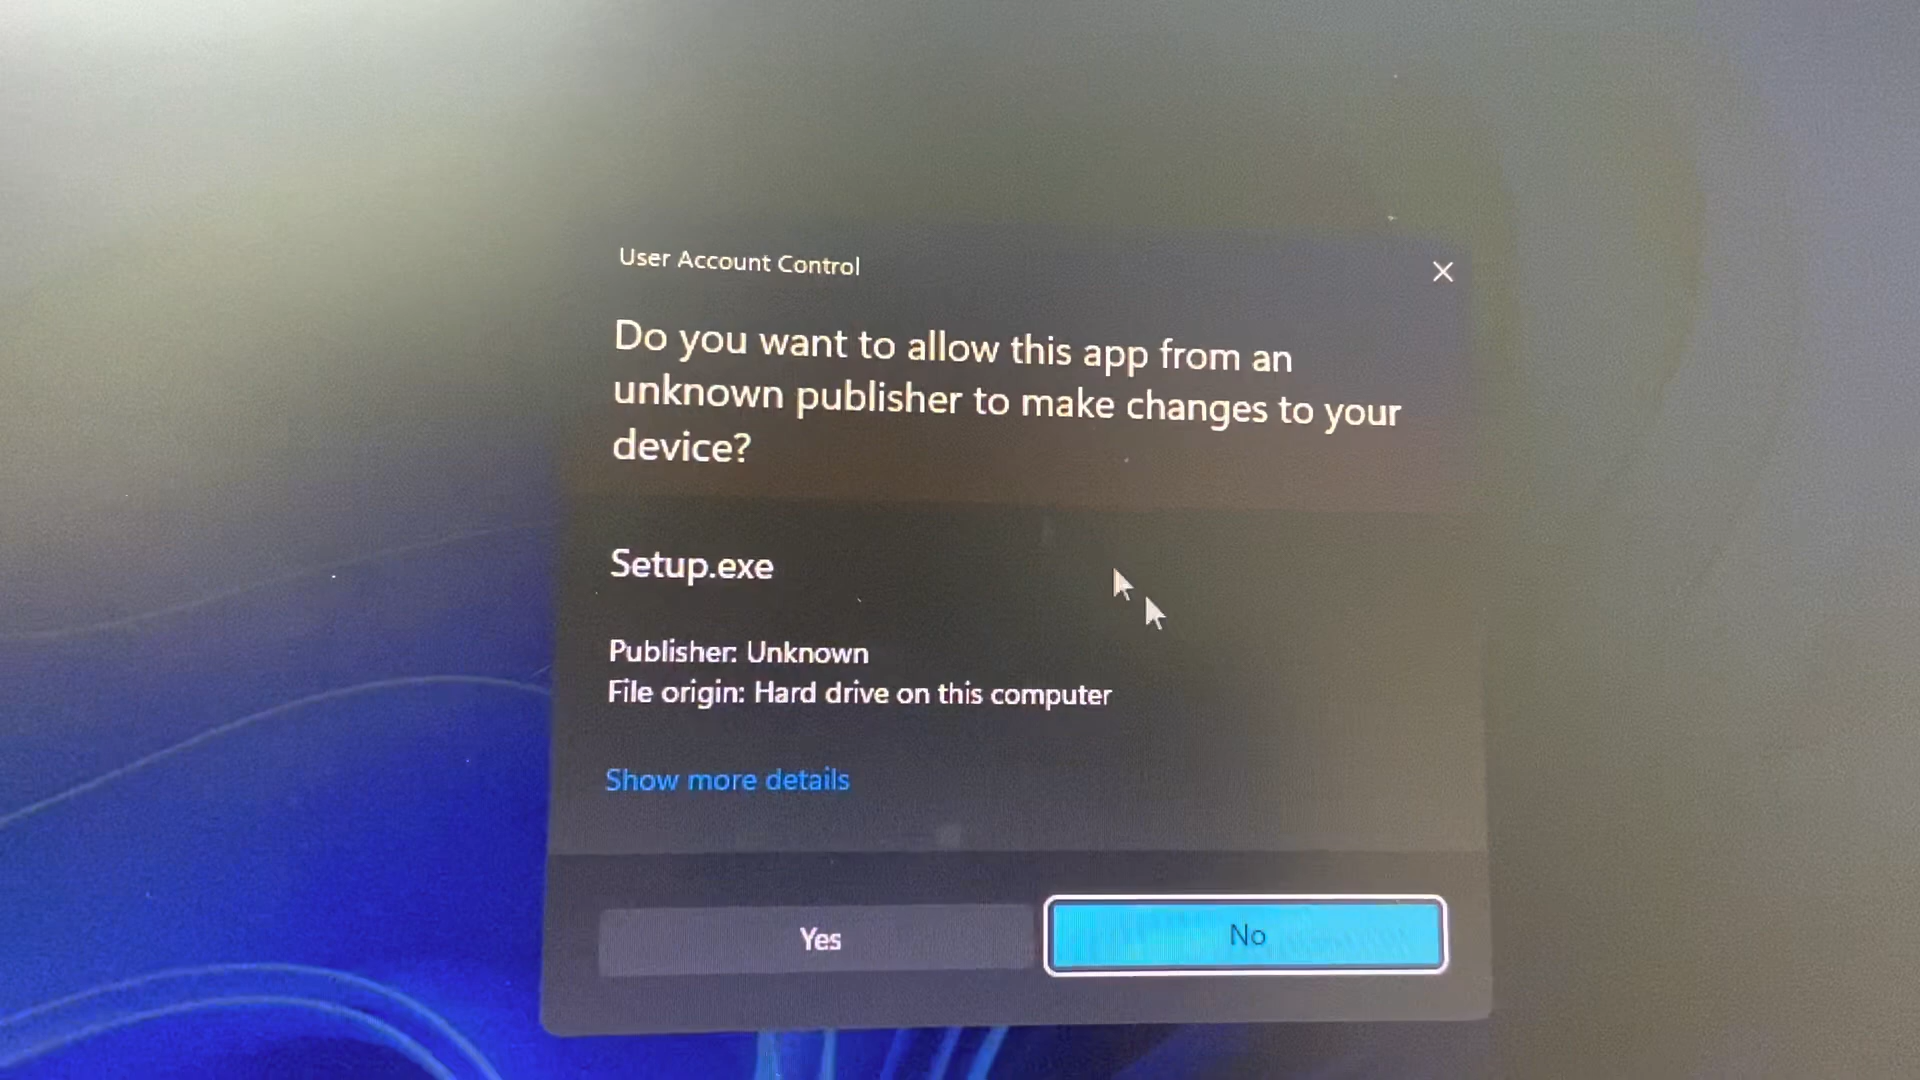 User Account Control
Do you want to allow this app from an
unknown publisher to make changes to your
device?
Setup.exe
Publisher: Unknown
File origin: Hard drive on this computer
Show more details
Yes
No